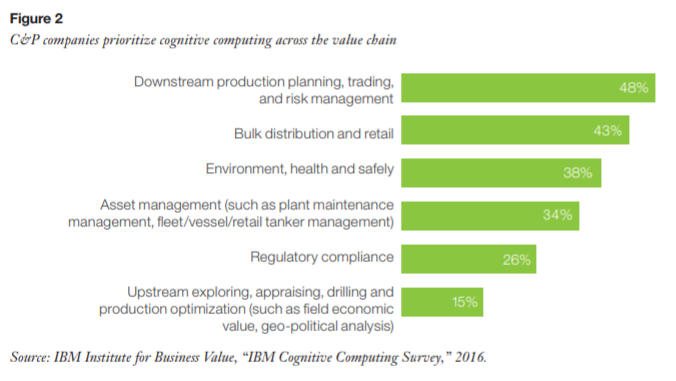 Figure 2
C&P companies prioritize cognitive computing across the value chain
Downstream production planning, trading,
and risk management
48%
Bulk distribution and retail
43%
Environment, health and safely
38%
Asset management (such as plant maintenance
management, fleet/vessel/retail tanker management)
34%
Regulatory compliance
26%
Upstream exploring, appraising, drilling and
production optimization (such as field economic
value, geo-political analysis)
15%
Source: IBM Institute for Business Value, “IBM Cognitive Computing Survey,” 2016.